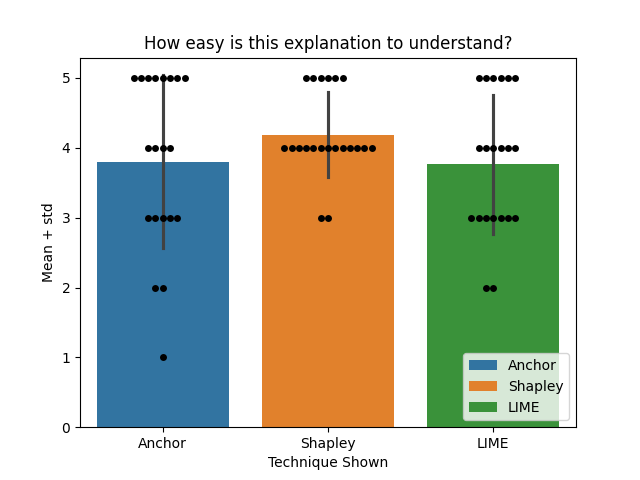 How easy is this explanation to understand?
Mean + std
5
4
3
2
1
0
Anchor
Shapley
LIME
Anchor Shapley LIME
Technique Shown